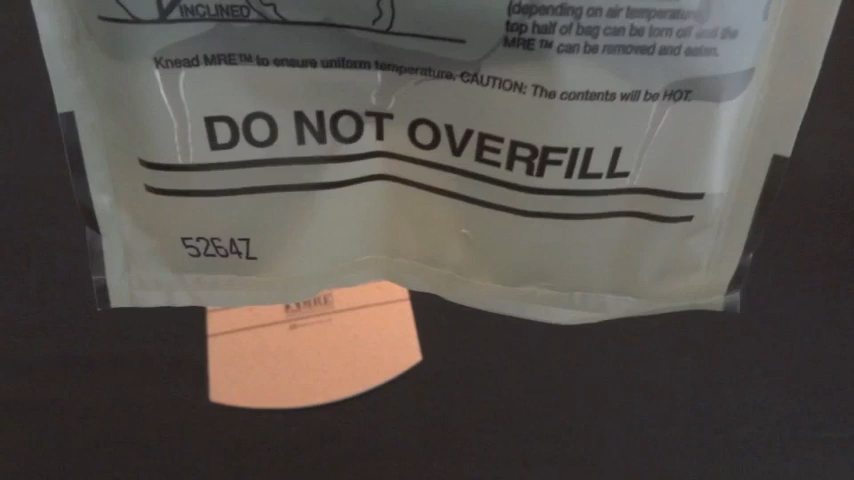 INCLINED
(depending on air temperature
top half of bag can be torn off and the
MRE™ can be removed and eaten.
Knead MRE™ to ensure uniform temperature. CAUTION: The contents will be HOT.
DO NOT OVERFILL
5264Z
MRE